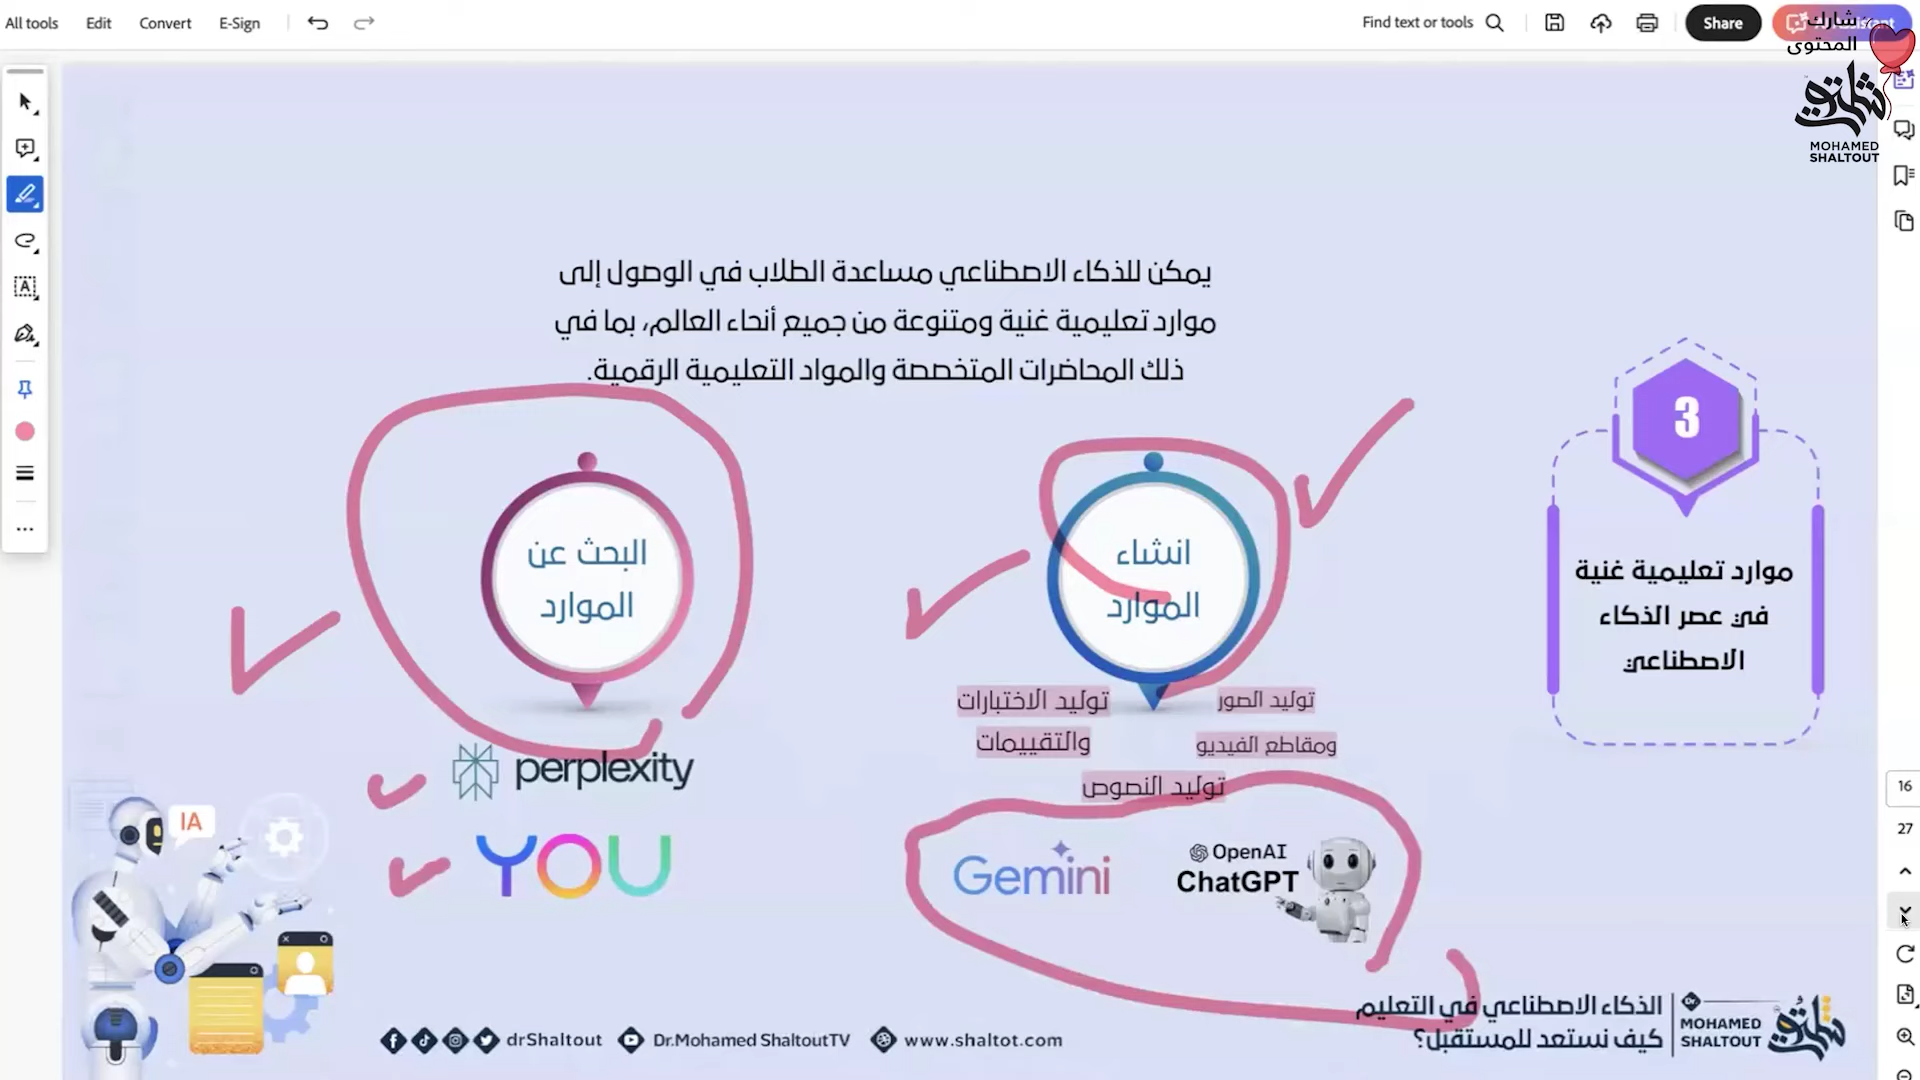 All tools
Edit
Convert
E-Sign
Find text or tools
Share
شارك
المحتوى
شلتوت
MOHAMED
SHALTOUT
يمكن للذكاء الاصطناعي مساعدة الطلاب في الوصول إلى
موارد تعليمية غنية ومتنوعة من جميع أنحاء العالم، بما في
ذلك المحاضرات المتخصصة والمواد التعليمية الرقمية.
3
موارد تعليمية غنية
في عصر الذكاء
الاصطناعي
انشاء
الموارد
توليد الصور
ومقاطع الفيديو
توليد الاختبارات
والتقييمات
توليد النصوص
OpenAI
ChatGPT
Gemini
البحث عن
الموارد
perplexity
YOU
IA
16
27
drShaltout
Dr.Mohamed ShaltoutTV
www.shaltot.com
الذكاء الاصطناعي في التعليم
كيف نستعد للمستقبل؟
Dr
MOHAMED
SHALTOUT
شلتوت